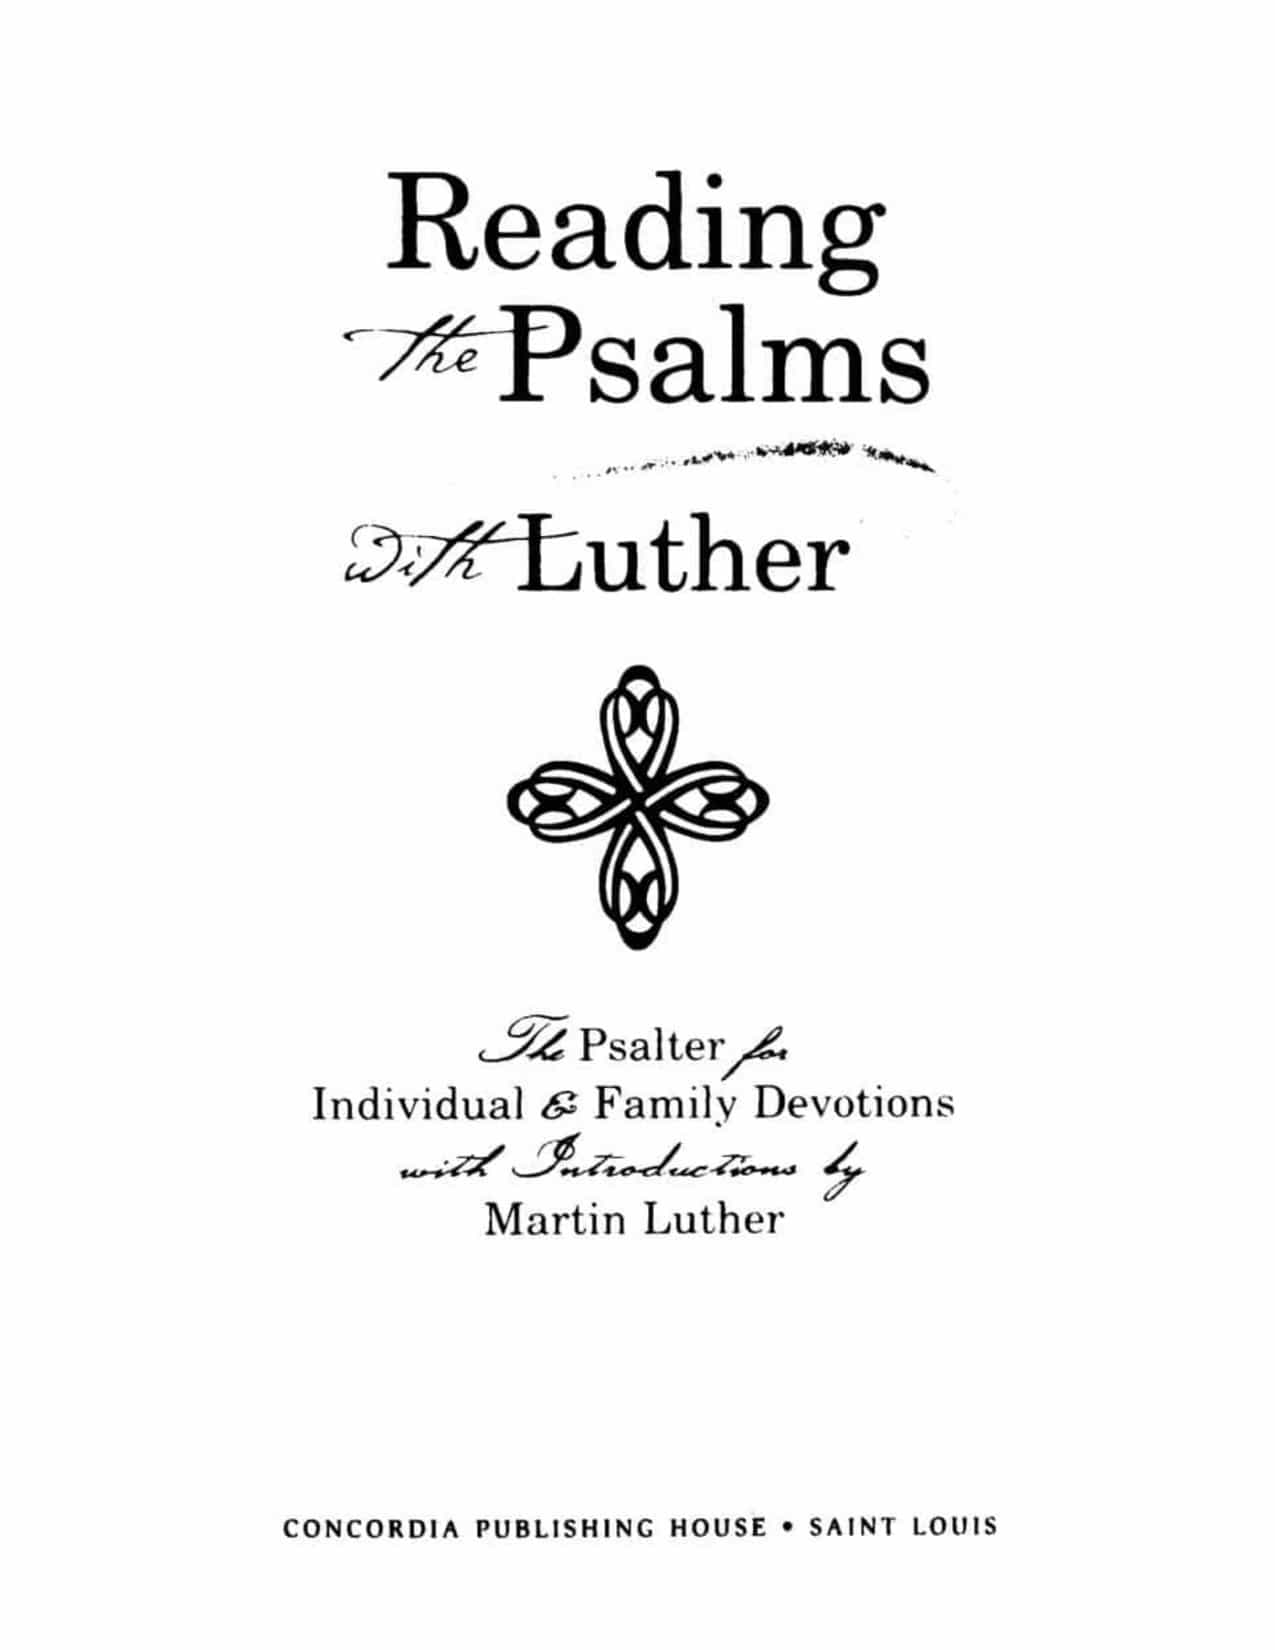 Reading
the Psalms
with Luther
The Psalter for
Individual & Family Devotions
with Introductions by
Martin Luther
CONCORDIA PUBLISHING HOUSE • SAINT LOUIS